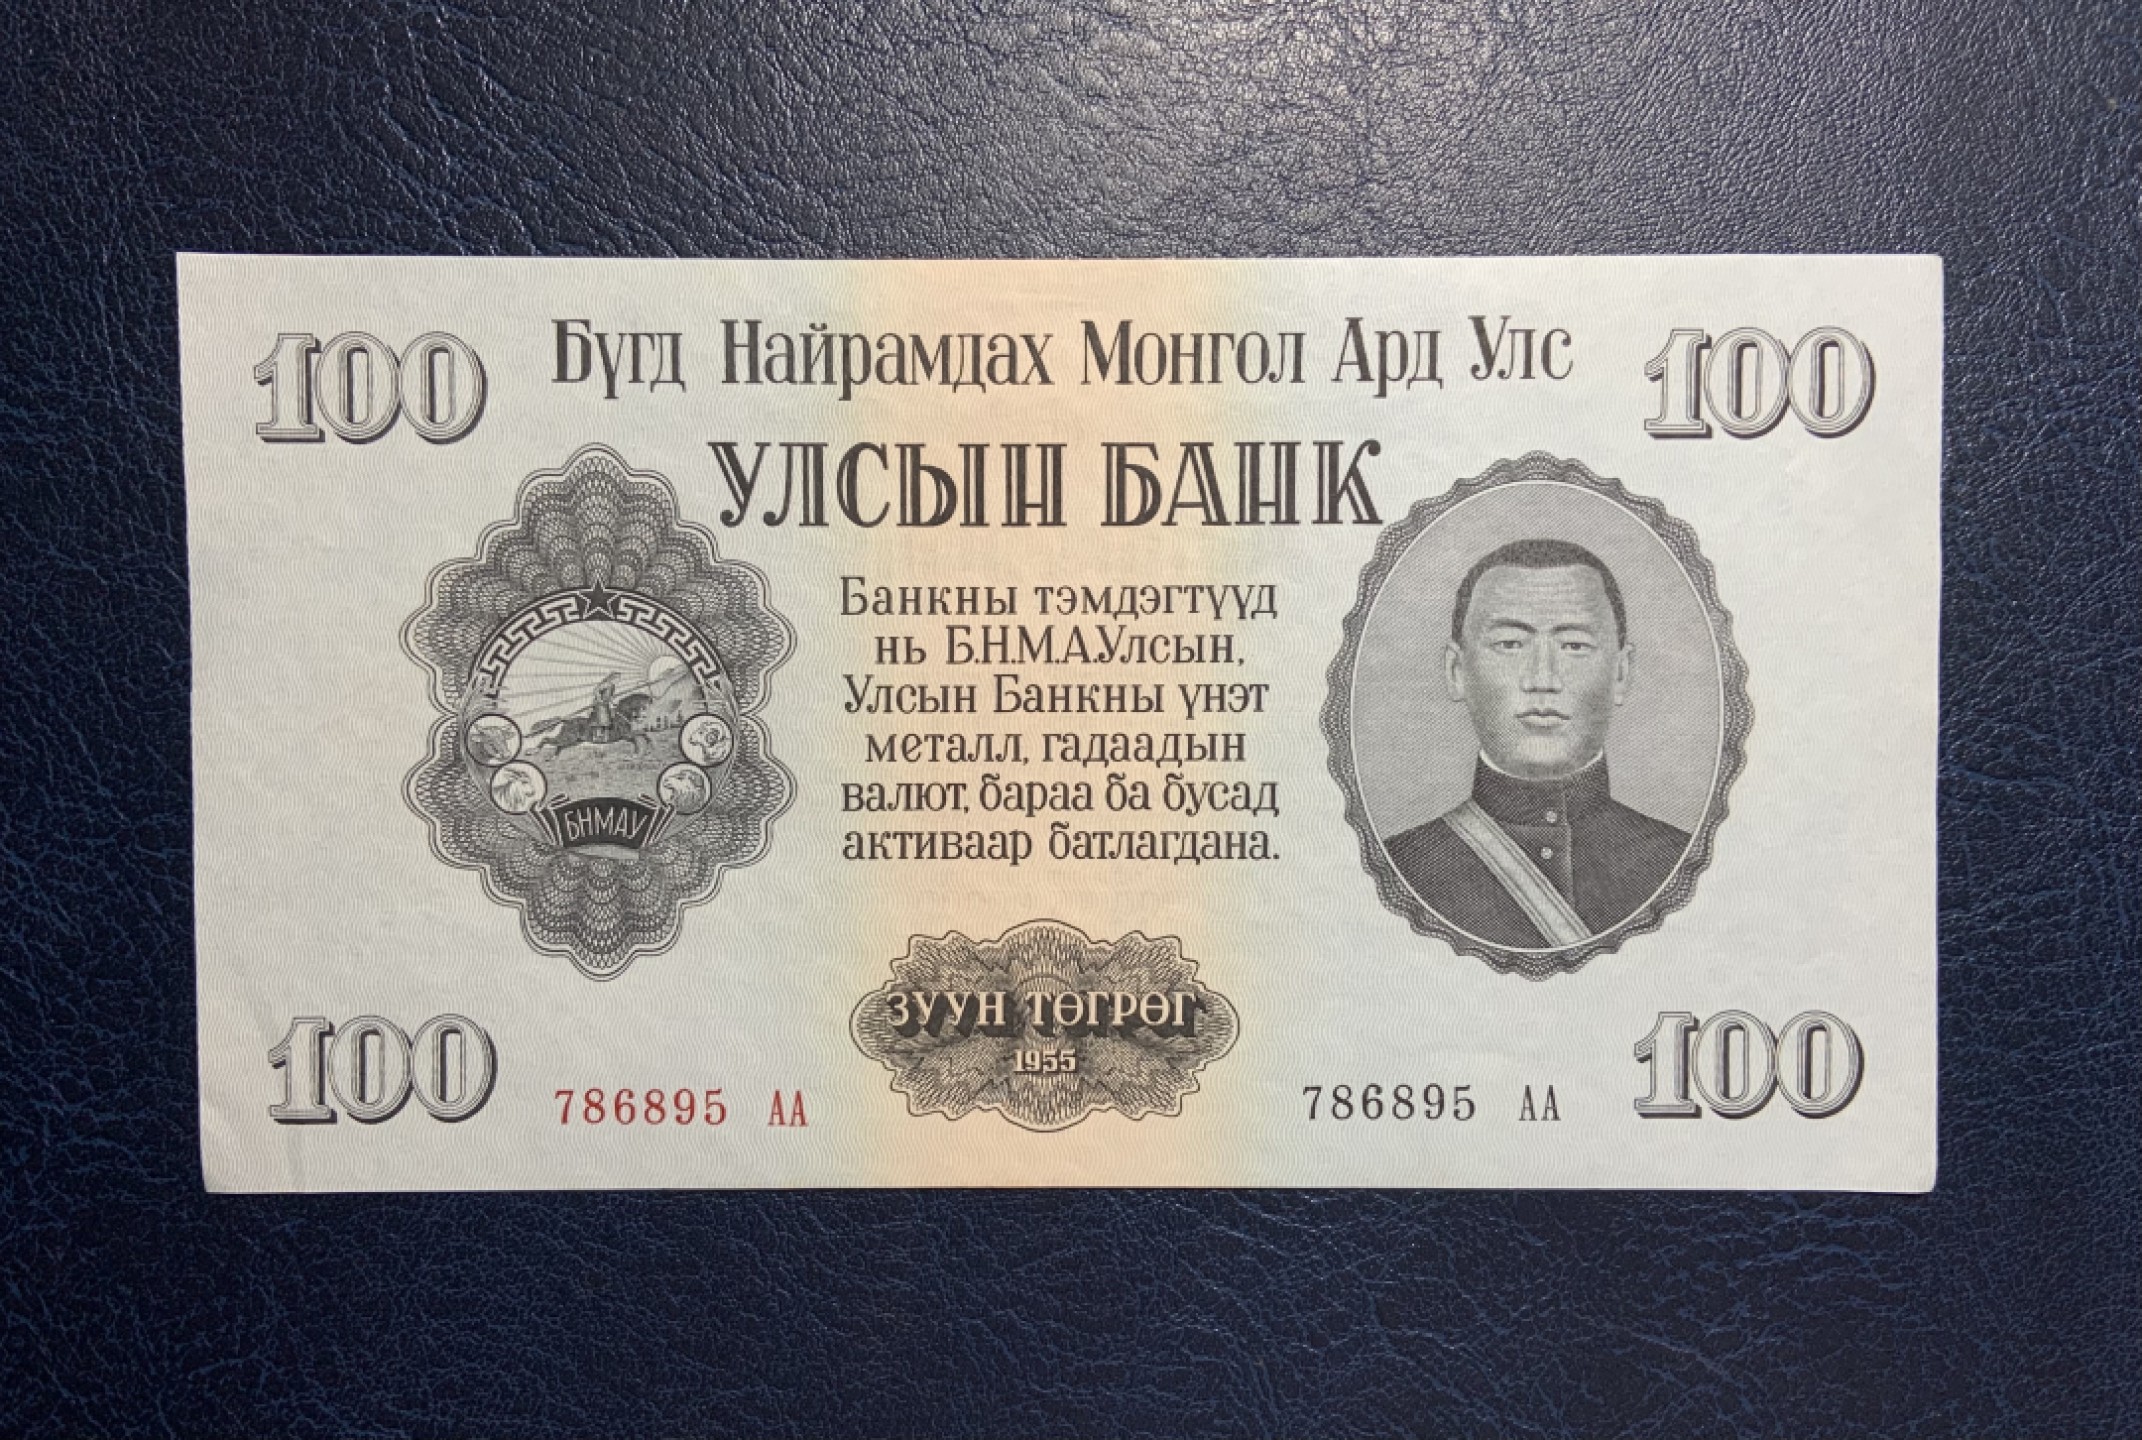 100 Бүгд Найрамдах Монгол Ард Улс 100
УЛСЫН БАНК
Банкны тэмдэгтүүд
нь Б.Н.М.А.Улсын,
Улсын Банкны үнэт
металл, гадаадын
валют, бараа ба бусад
активаар батлагдана.
БНМАУ
ЗУУН ТӨГРӨГ
1955
100 786895 АА 786895 АА 100